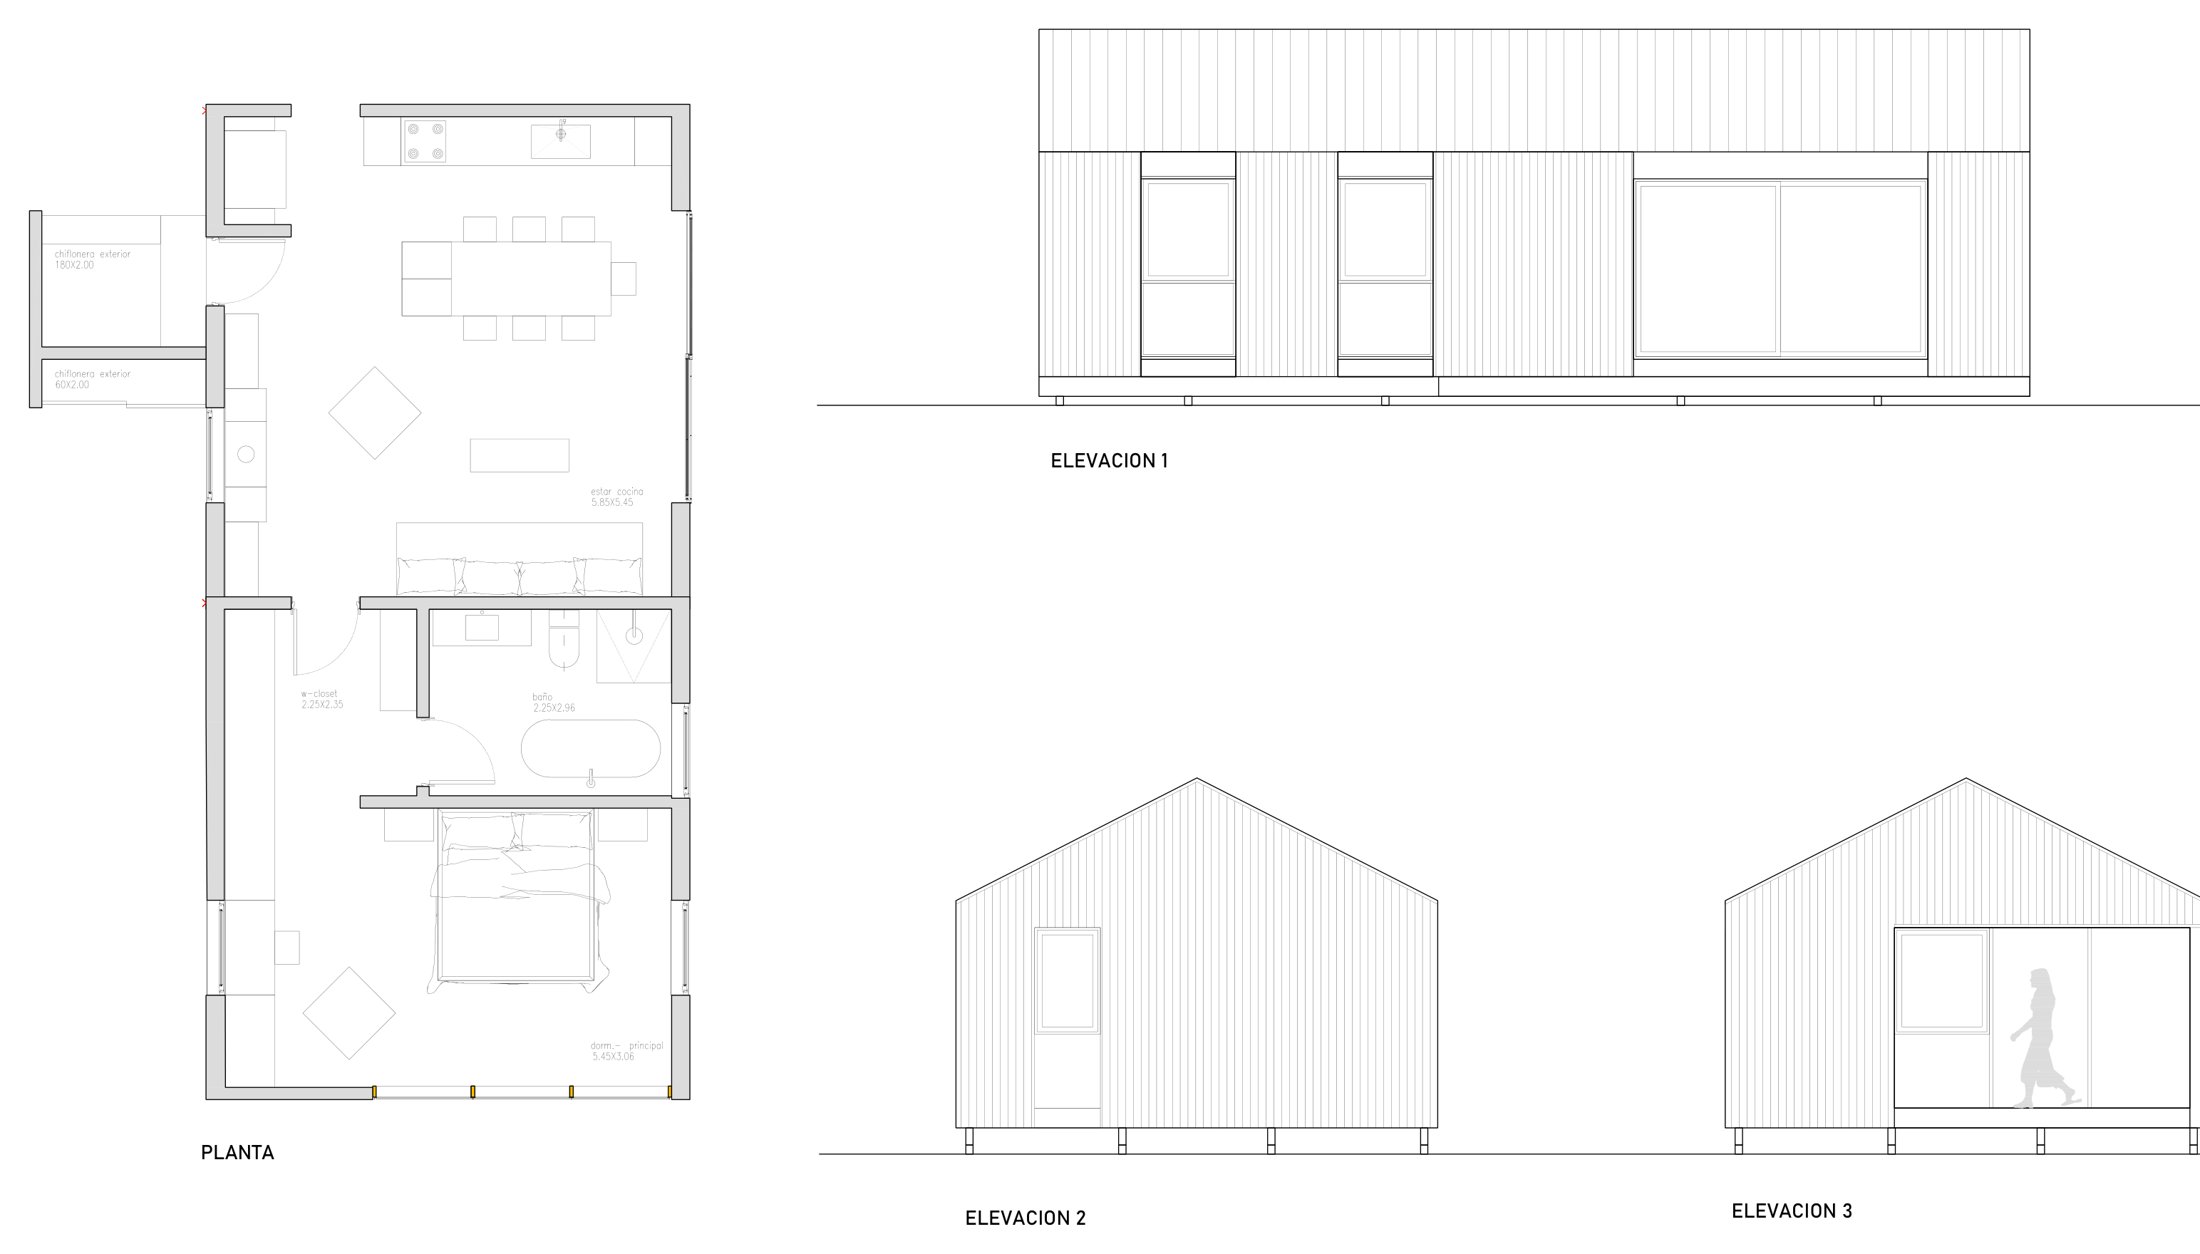 chiflonera exterior
180X2.00
chiflonera exterior
60X2.00
estar cocina
5.85X5.45
w-closet
2.25X2.35
baño
2.25X2.96
dorm.- principal
5.45X3.06
PLANTA
ELEVACION 1
ELEVACION 2
ELEVACION 3